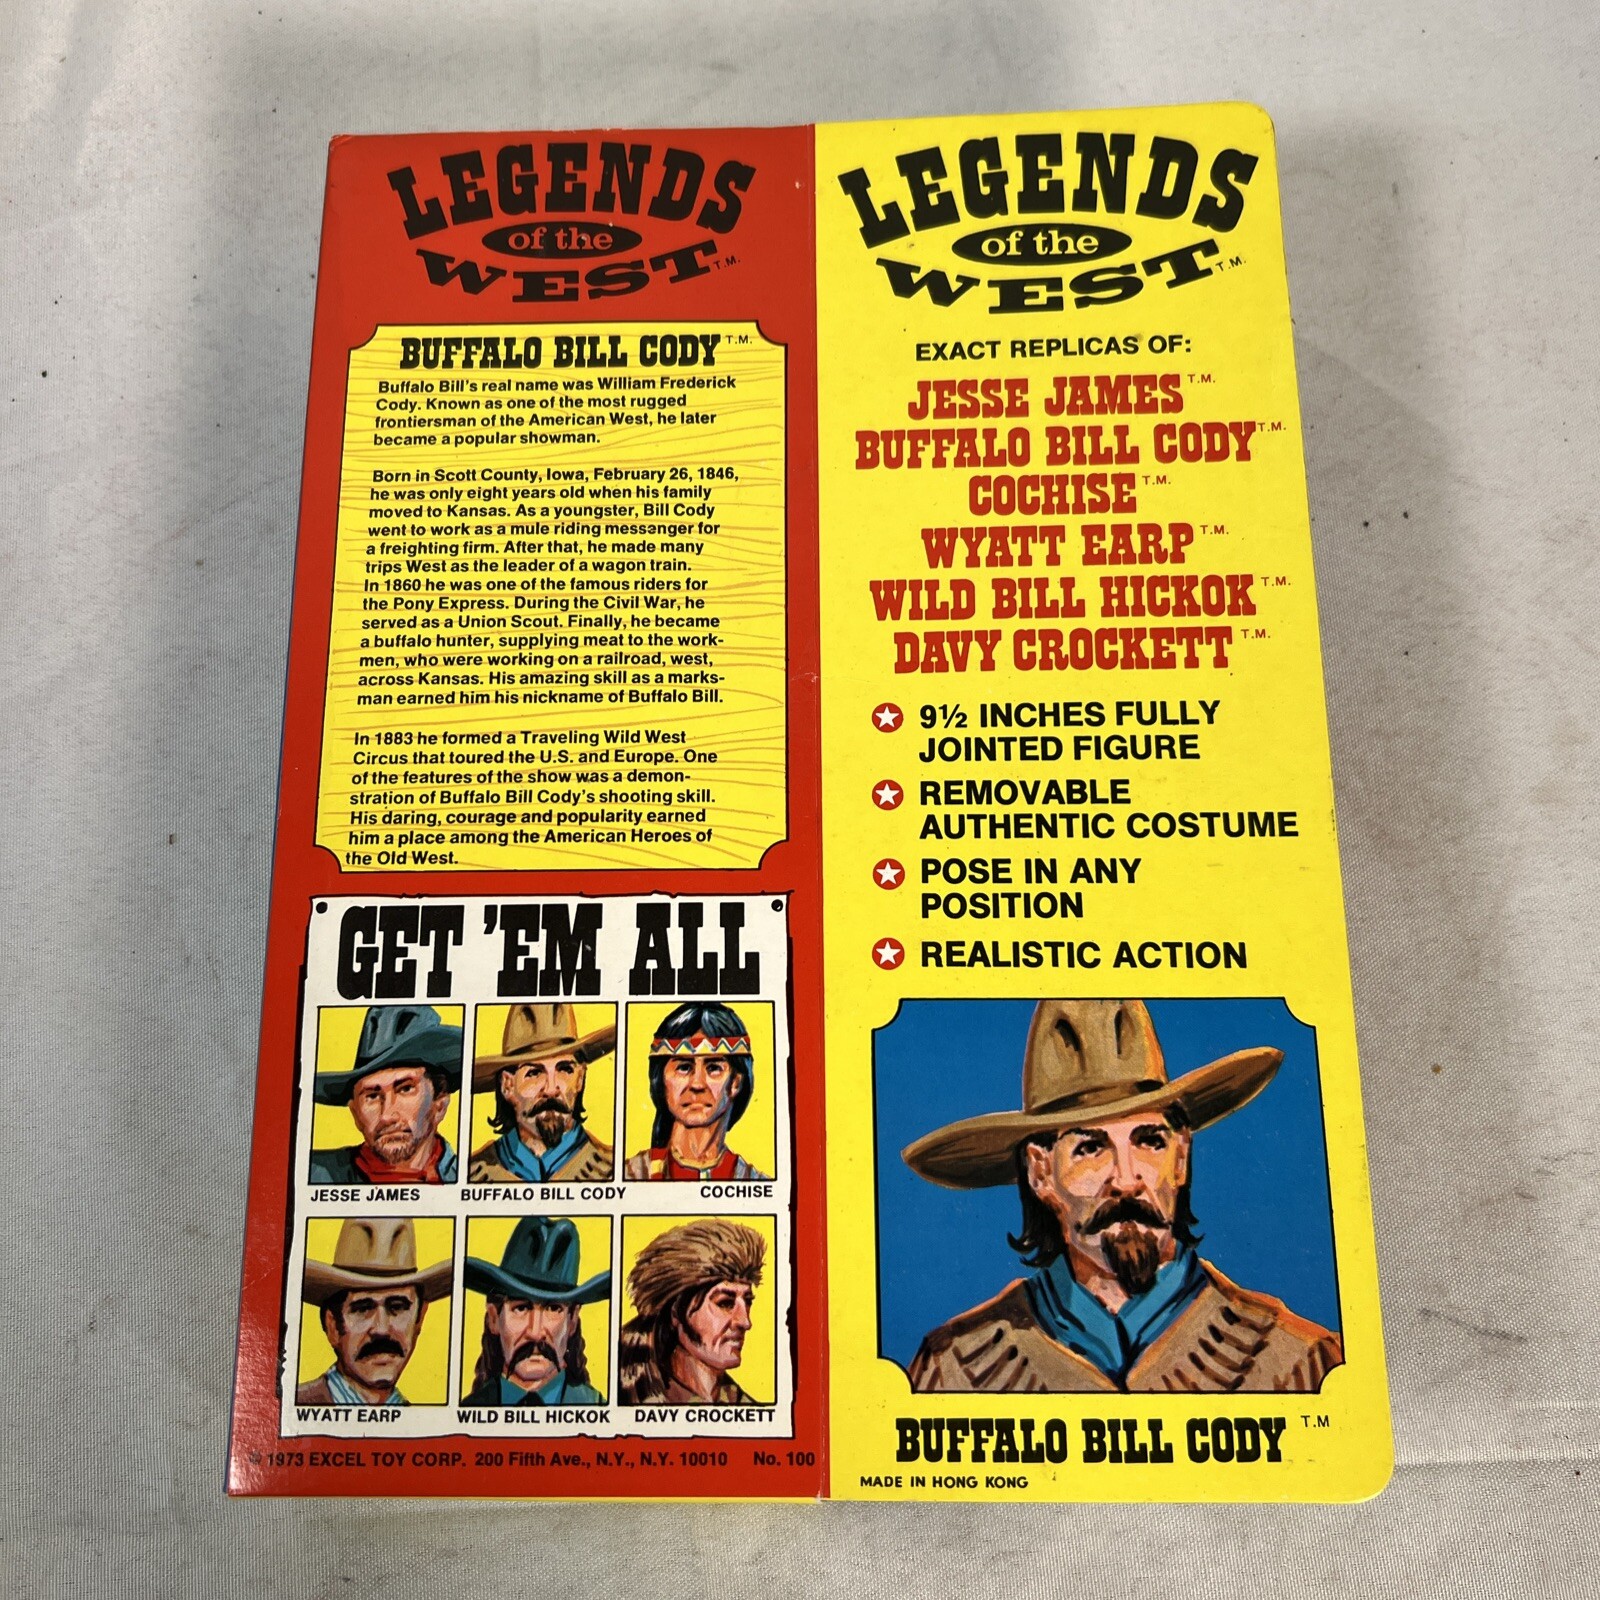 LEGENDS
of the
WEST T.M.
BUFFALO BILL CODY T.M.
Buffalo Bill's real name was William Frederick
Cody. Known as one of the most rugged
frontiersman of the American West, he later
became a popular showman.
Born in Scott County, Iowa, February 26, 1846,
he was only eight years old when his family
moved to Kansas. As a youngster, Bill Cody
went to work as a mule riding messenger for
a freighting firm. After that, he made many
trips West as the leader of a wagon train.
In 1860 he was one of the famous riders for
the Pony Express. During the Civil War, he
served as a Union Scout. Finally, he became
a buffalo hunter, supplying meat to the work-
men, who were working on a railroad, west,
across Kansas. His amazing skill as a marks-
man earned him his nickname of Buffalo Bill.
In 1883 he formed a Traveling Wild West
Circus that toured the U.S. and Europe. One
of the features of the show was a demon-
stration of Buffalo Bill Cody's shooting skill.
His daring, courage and popularity earned
him a place among the American Heroes of
the Old West.
GET 'EM ALL
JESSE JAMES
BUFFALO BILL CODY
COCHISE
WYATT EARP
WILD BILL HICKOK
DAVY CROCKETT
© 1973 EXCEL TOY CORP. 200 Fifth Ave., N.Y., N.Y. 10010 No. 100
LEGENDS
of the
WEST T.M.
EXACT REPLICAS OF:
JESSE JAMES T.M.
BUFFALO BILL CODY T.M.
COCHISE T.M.
WYATT EARP T.M.
WILD BILL HICKOK T.M.
DAVY CROCKETT T.M.
9½ INCHES FULLY
JOINTED FIGURE
REMOVABLE
AUTHENTIC COSTUME
POSE IN ANY
POSITION
REALISTIC ACTION
BUFFALO BILL CODY T.M
MADE IN HONG KONG